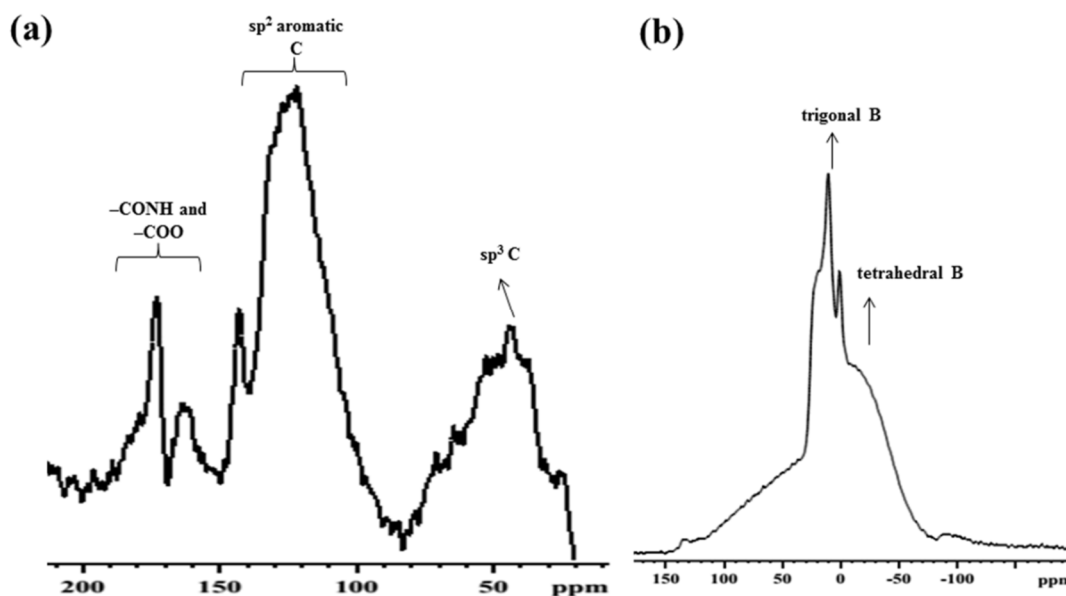 (a)
sp² aromatic
C
–CONH and
–COO
sp³ C
200 150 100 50 ppm
(b)
trigonal B
tetrahedral B
150 100 50 0 -50 -100 ppm